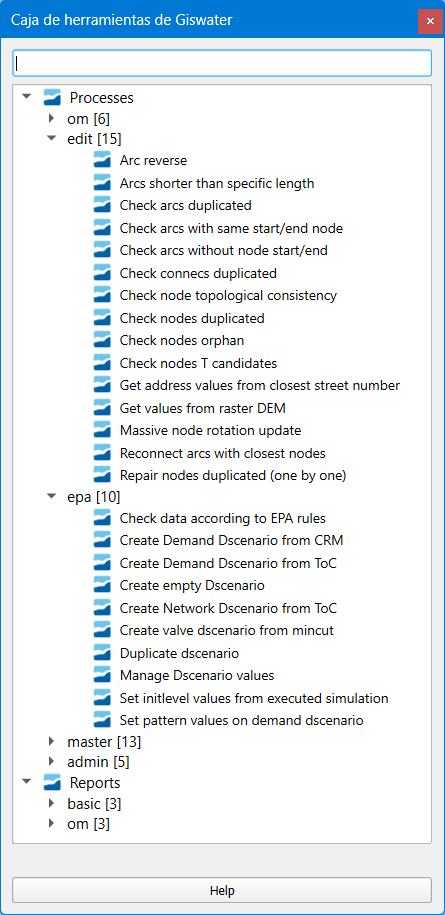 Caja de herramientas de Giswater
Processes
om [6]
edit [15]
Arc reverse
Arcs shorter than specific length
Check arcs duplicated
Check arcs with same start/end node
Check arcs without node start/end
Check connecs duplicated
Check node topological consistency
Check nodes duplicated
Check nodes orphan
Check nodes T candidates
Get address values from closest street number
Get values from raster DEM
Massive node rotation update
Reconnect arcs with closest nodes
Repair nodes duplicated (one by one)
epa [10]
Check data according to EPA rules
Create Demand Dscenario from CRM
Create Demand Dscenario from ToC
Create empty Dscenario
Create Network Dscenario from ToC
Create valve dscenario from mincut
Duplicate dscenario
Manage Dscenario values
Set initlevel values from executed simulation
Set pattern values on demand dscenario
master [13]
admin [5]
Reports
basic [3]
om [3]
Help